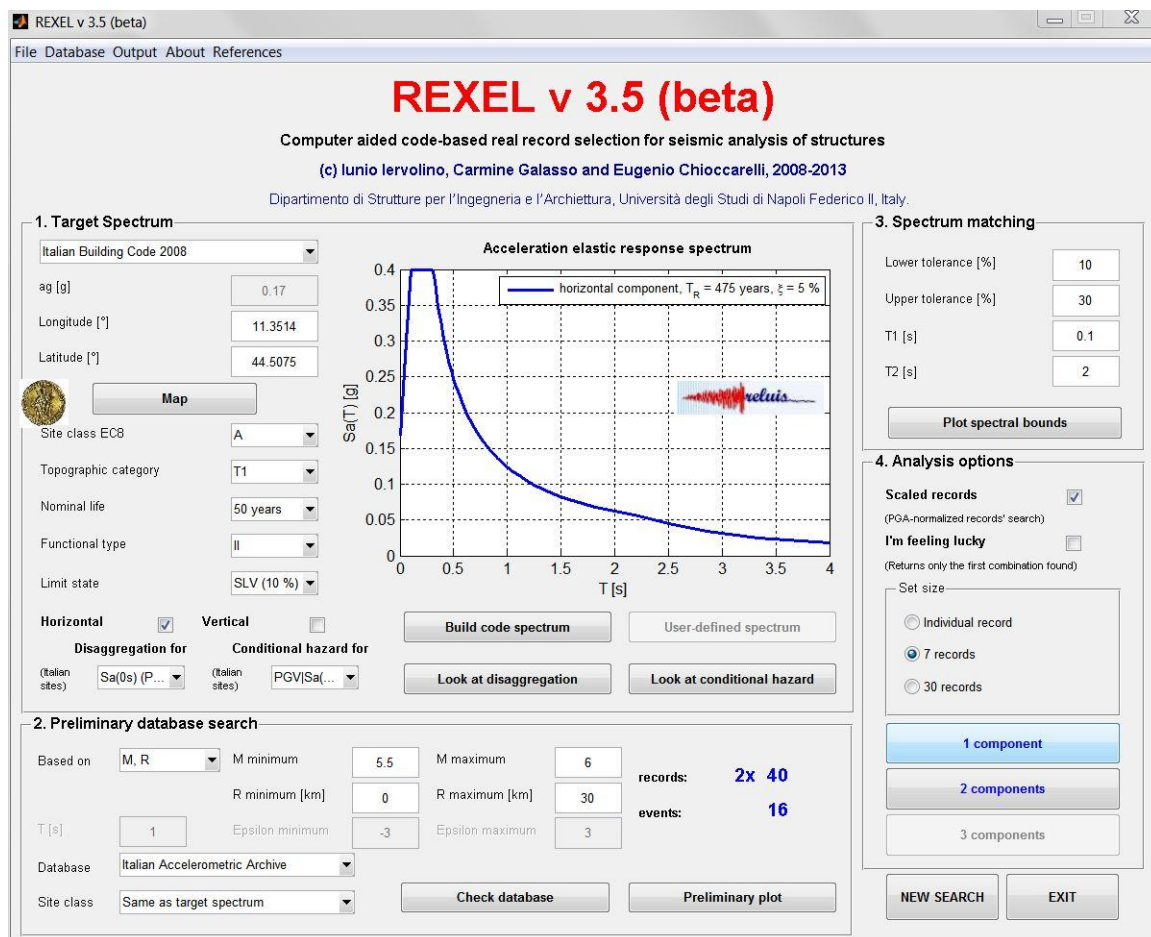 REXEL v 3.5 (beta)
File Database Output About References
REXEL v 3.5 (beta)
Computer aided code-based real record selection for seismic analysis of structures
(c) Iunio Iervolino, Carmine Galasso and Eugenio Chioccarelli, 2008-2013
Dipartimento di Strutture per l'Ingegneria e l'Archiettura, Università degli Studi di Napoli Federico II, Italy.
1. Target Spectrum
Italian Building Code 2008
ag [g] 0.17
Longitude [°] 11.3514
Latitude [°] 44.5075
Map
Site class EC8 A
Topographic category T1
Nominal life 50 years
Functional type II
Limit state SLV (10 %)
Horizontal Vertical
Disaggregation for Conditional hazard for
(Italian sites) Sa(0s) (P... (Italian sites) PGV|Sa(...
Acceleration elastic response spectrum
horizontal component, T_R = 475 years, ξ = 5 %
reluis
Sa(T) [g]
0.4
0.35
0.3
0.25
0.2
0.15
0.1
0.05
0
0 0.5 1 1.5 2 2.5 3 3.5 4
T [s]
Build code spectrum User-defined spectrum
Look at disaggregation Look at conditional hazard
2. Preliminary database search
Based on M, R M minimum 5.5 M maximum 6
R minimum [km] 0 R maximum [km] 30
records: 2x 40
events: 16
T [s] 1 Epsilon minimum -3 Epsilon maximum 3
Database Italian Accelerometric Archive
Site class Same as target spectrum
Check database Preliminary plot
3. Spectrum matching
Lower tolerance [%] 10
Upper tolerance [%] 30
T1 [s] 0.1
T2 [s] 2
Plot spectral bounds
4. Analysis options
Scaled records
(PGA-normalized records' search)
I'm feeling lucky
(Returns only the first combination found)
Set size
Individual record
7 records
30 records
1 component
2 components
3 components
NEW SEARCH EXIT